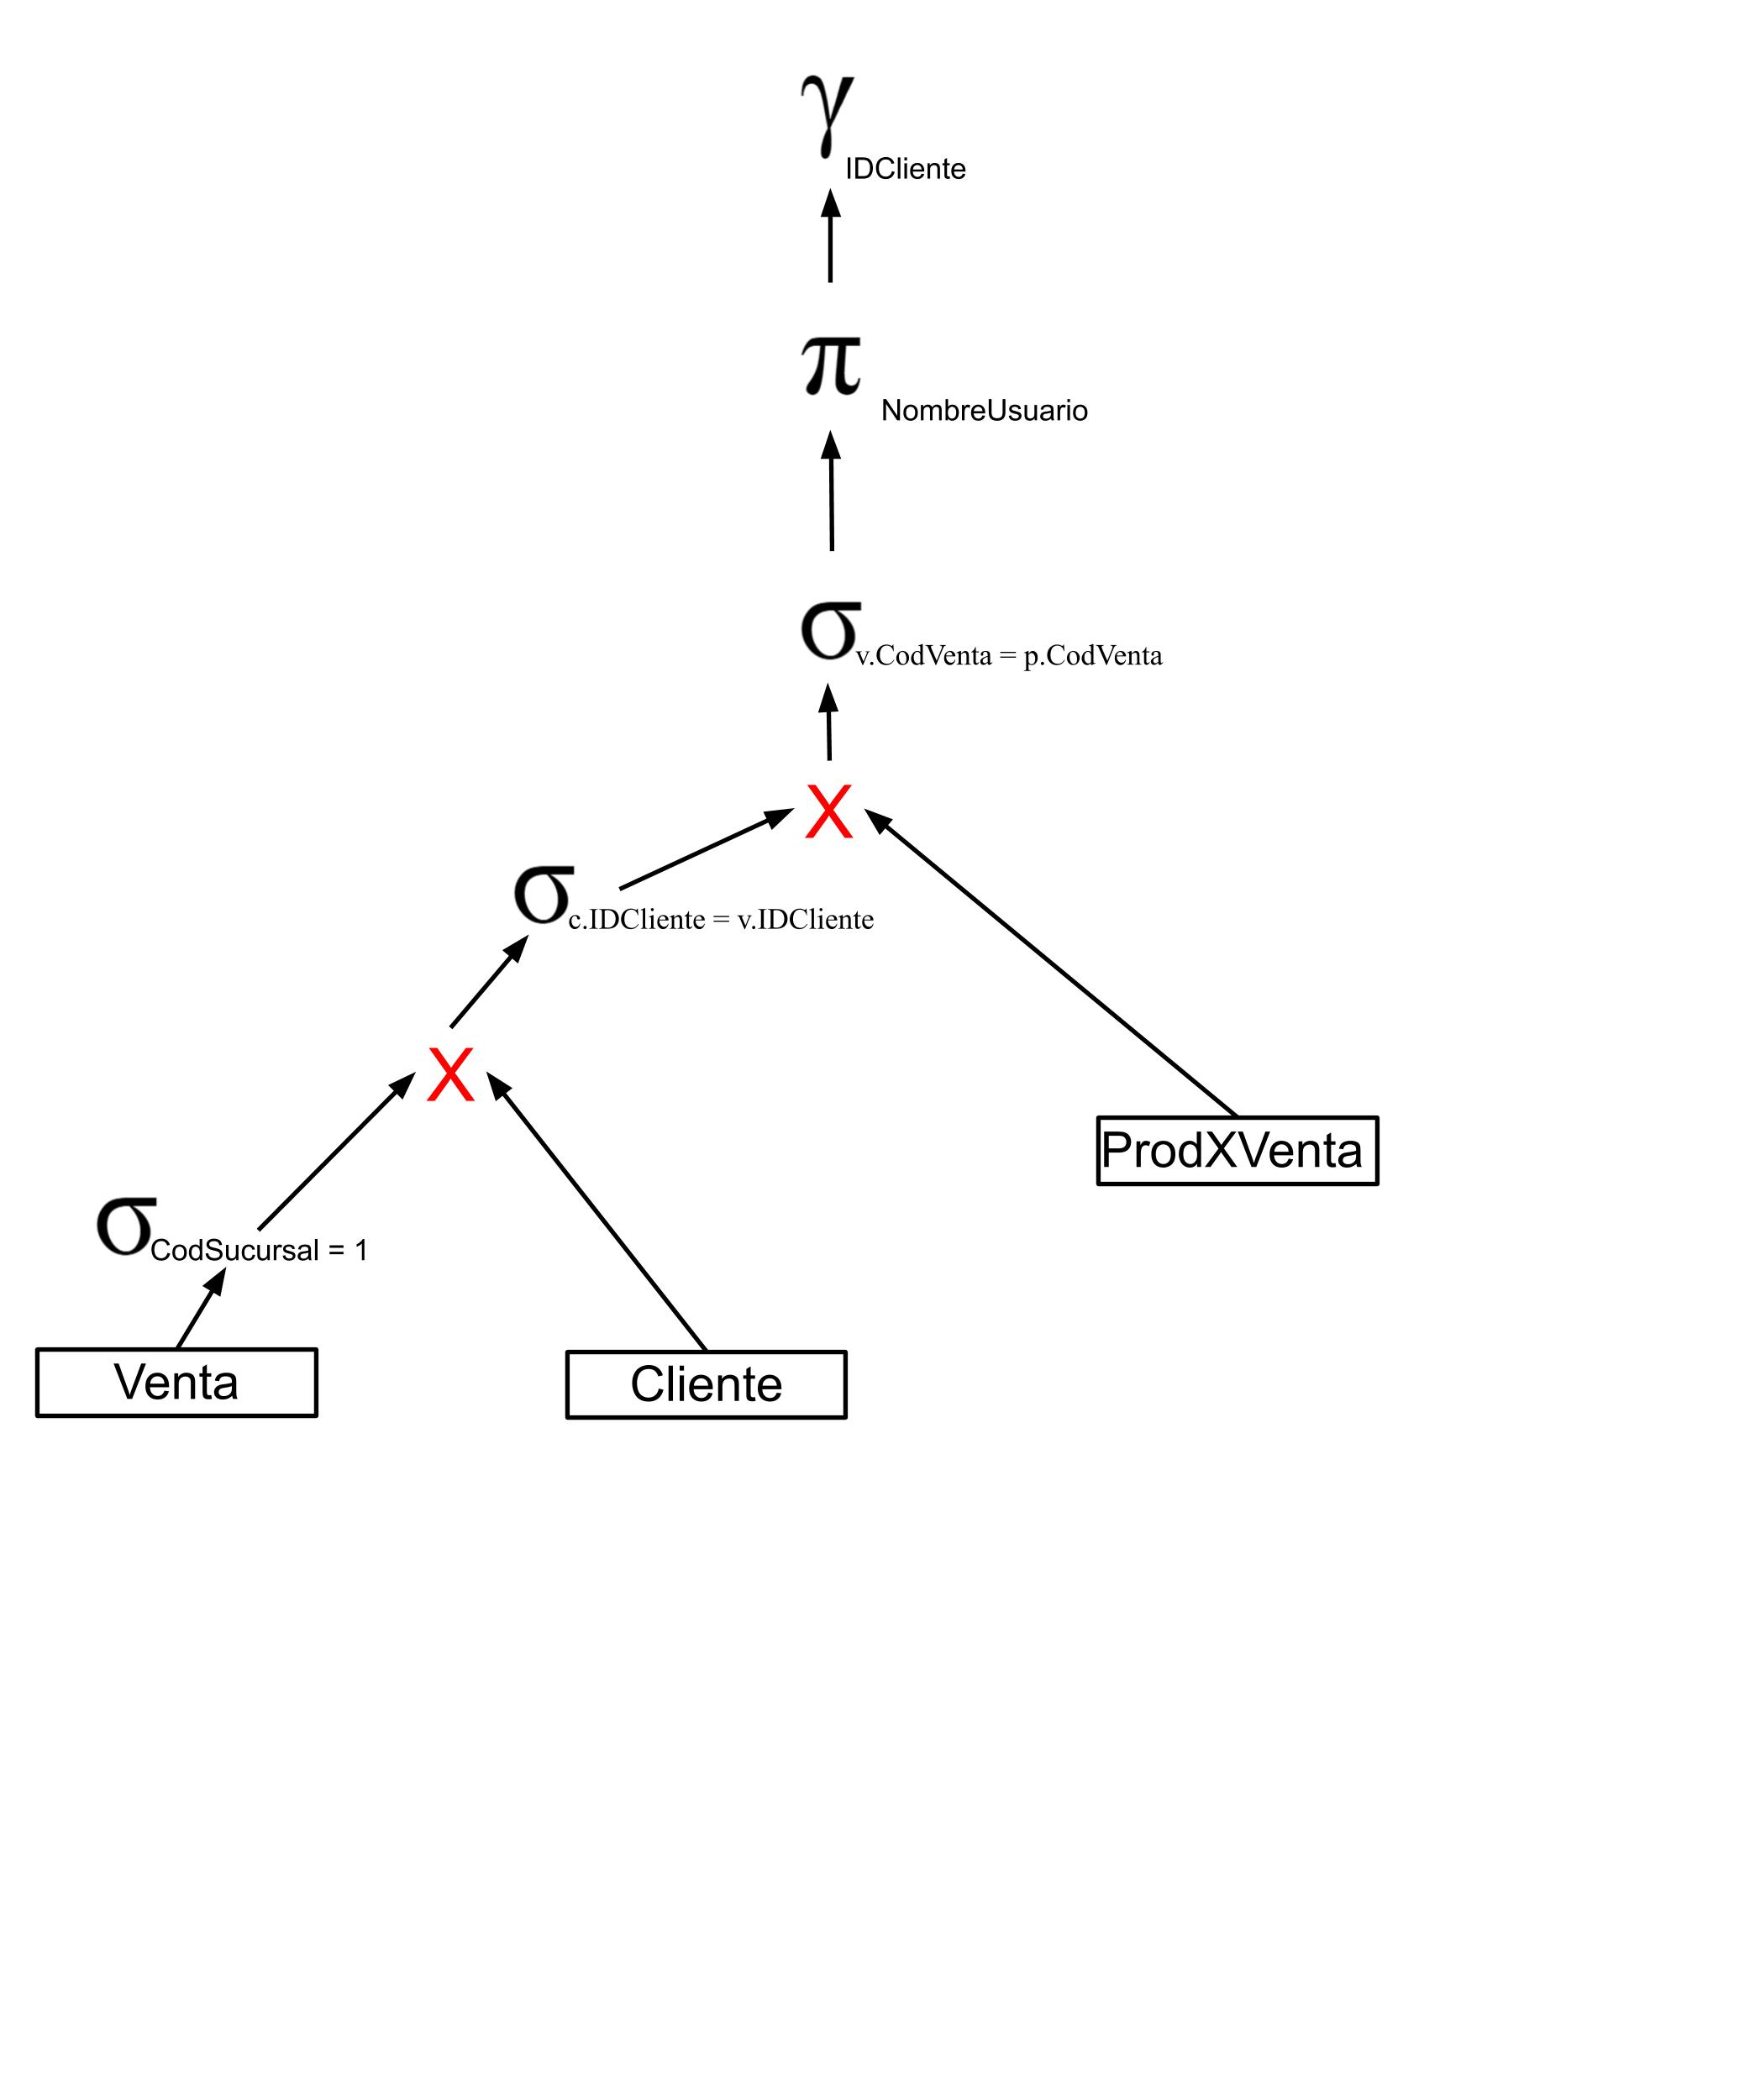 γ IDCliente
π NombreUsuario
σ v.CodVenta = p.CodVenta
X
σ c.IDCliente = v.IDCliente
X
ProdXVenta
σ CodSucursal = 1
Venta
Cliente